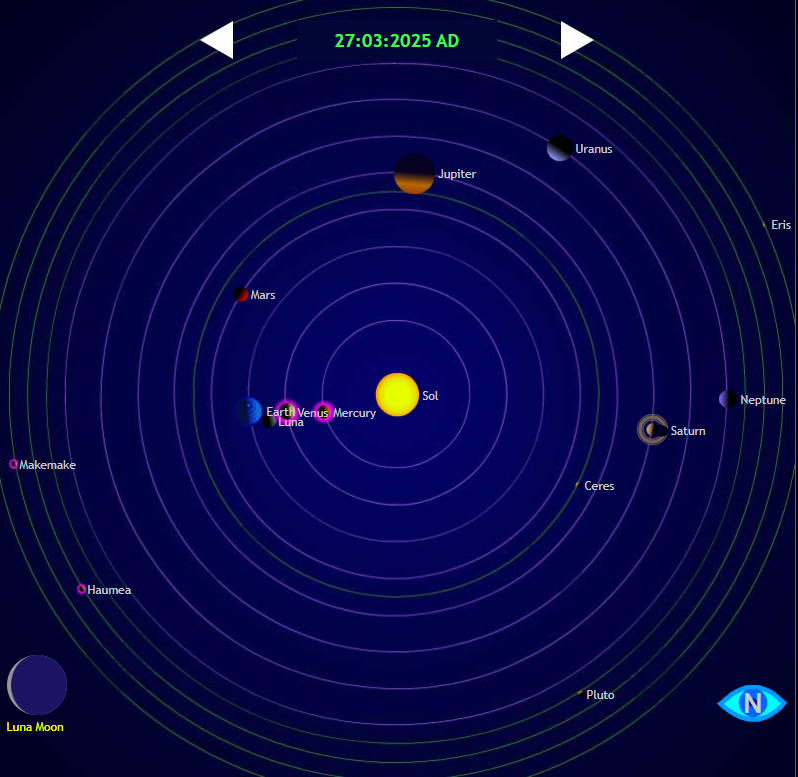 27:03:2025 AD
Uranus
Jupiter
Eris
Mars
Sol
Neptune
Earth Venus Mercury
Luna
Saturn
Makemake
Ceres
Haumea
Pluto
N
Luna Moon